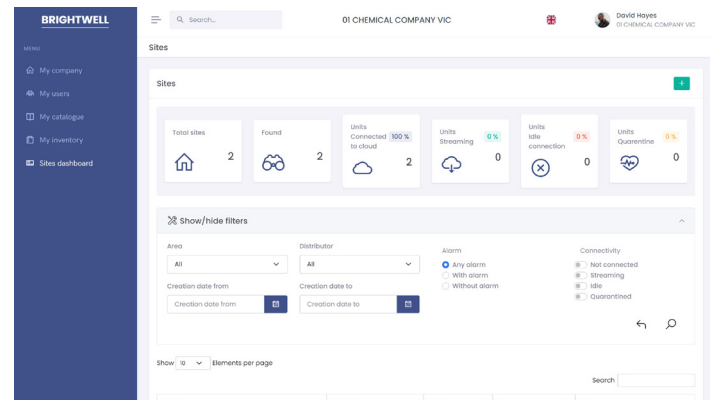 BRIGHTWELL
Search...
01 CHEMICAL COMPANY VIC
David Hayes
01 CHEMICAL COMPANY VIC
MENU
My company
My users
My catalogue
My inventory
Sites dashboard
Sites
Sites
+
Total sites
2
Found
2
Units
Connected 100 %
to cloud
2
Units
Streaming 0 %
0
Units
Idle 0 %
connection
0
Units
Quarentine 0 %
0
Show/hide filters
Area
All
Distributor
All
Creation date from
Creation date from
Creation date to
Creation date to
Alarm
Any alarm
With alarm
Without alarm
Connectivity
Not connected
Streaming
Idle
Quarantined
Show 10 Elements per page
Search